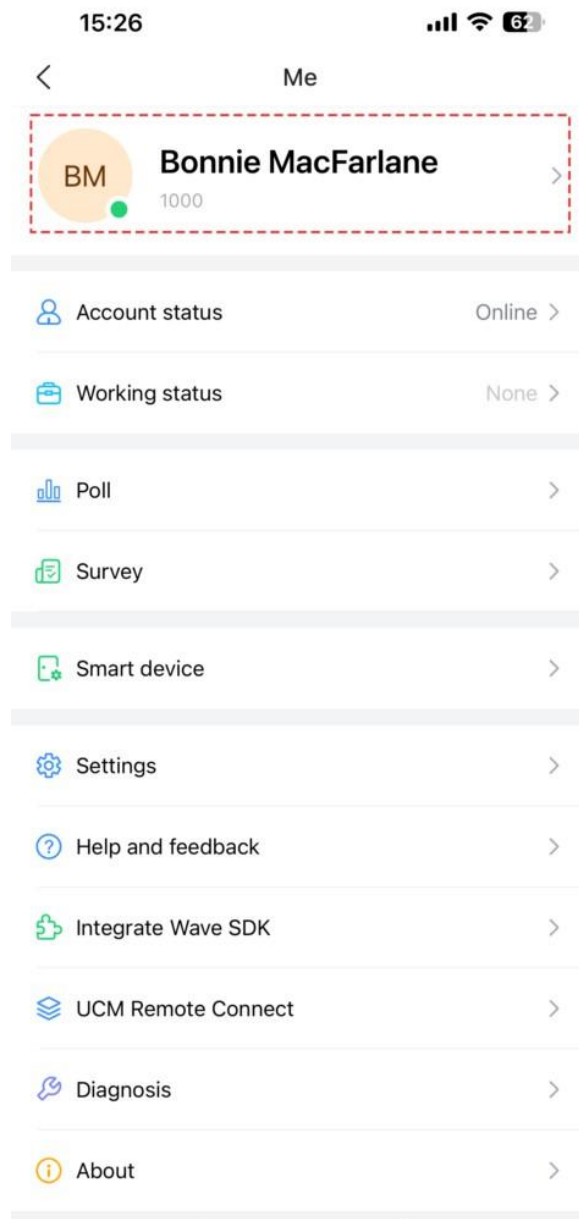 15:26 62
Me
BM Bonnie MacFarlane
1000
Account status Online
Working status None
Poll
Survey
Smart device
Settings
Help and feedback
Integrate Wave SDK
UCM Remote Connect
Diagnosis
About